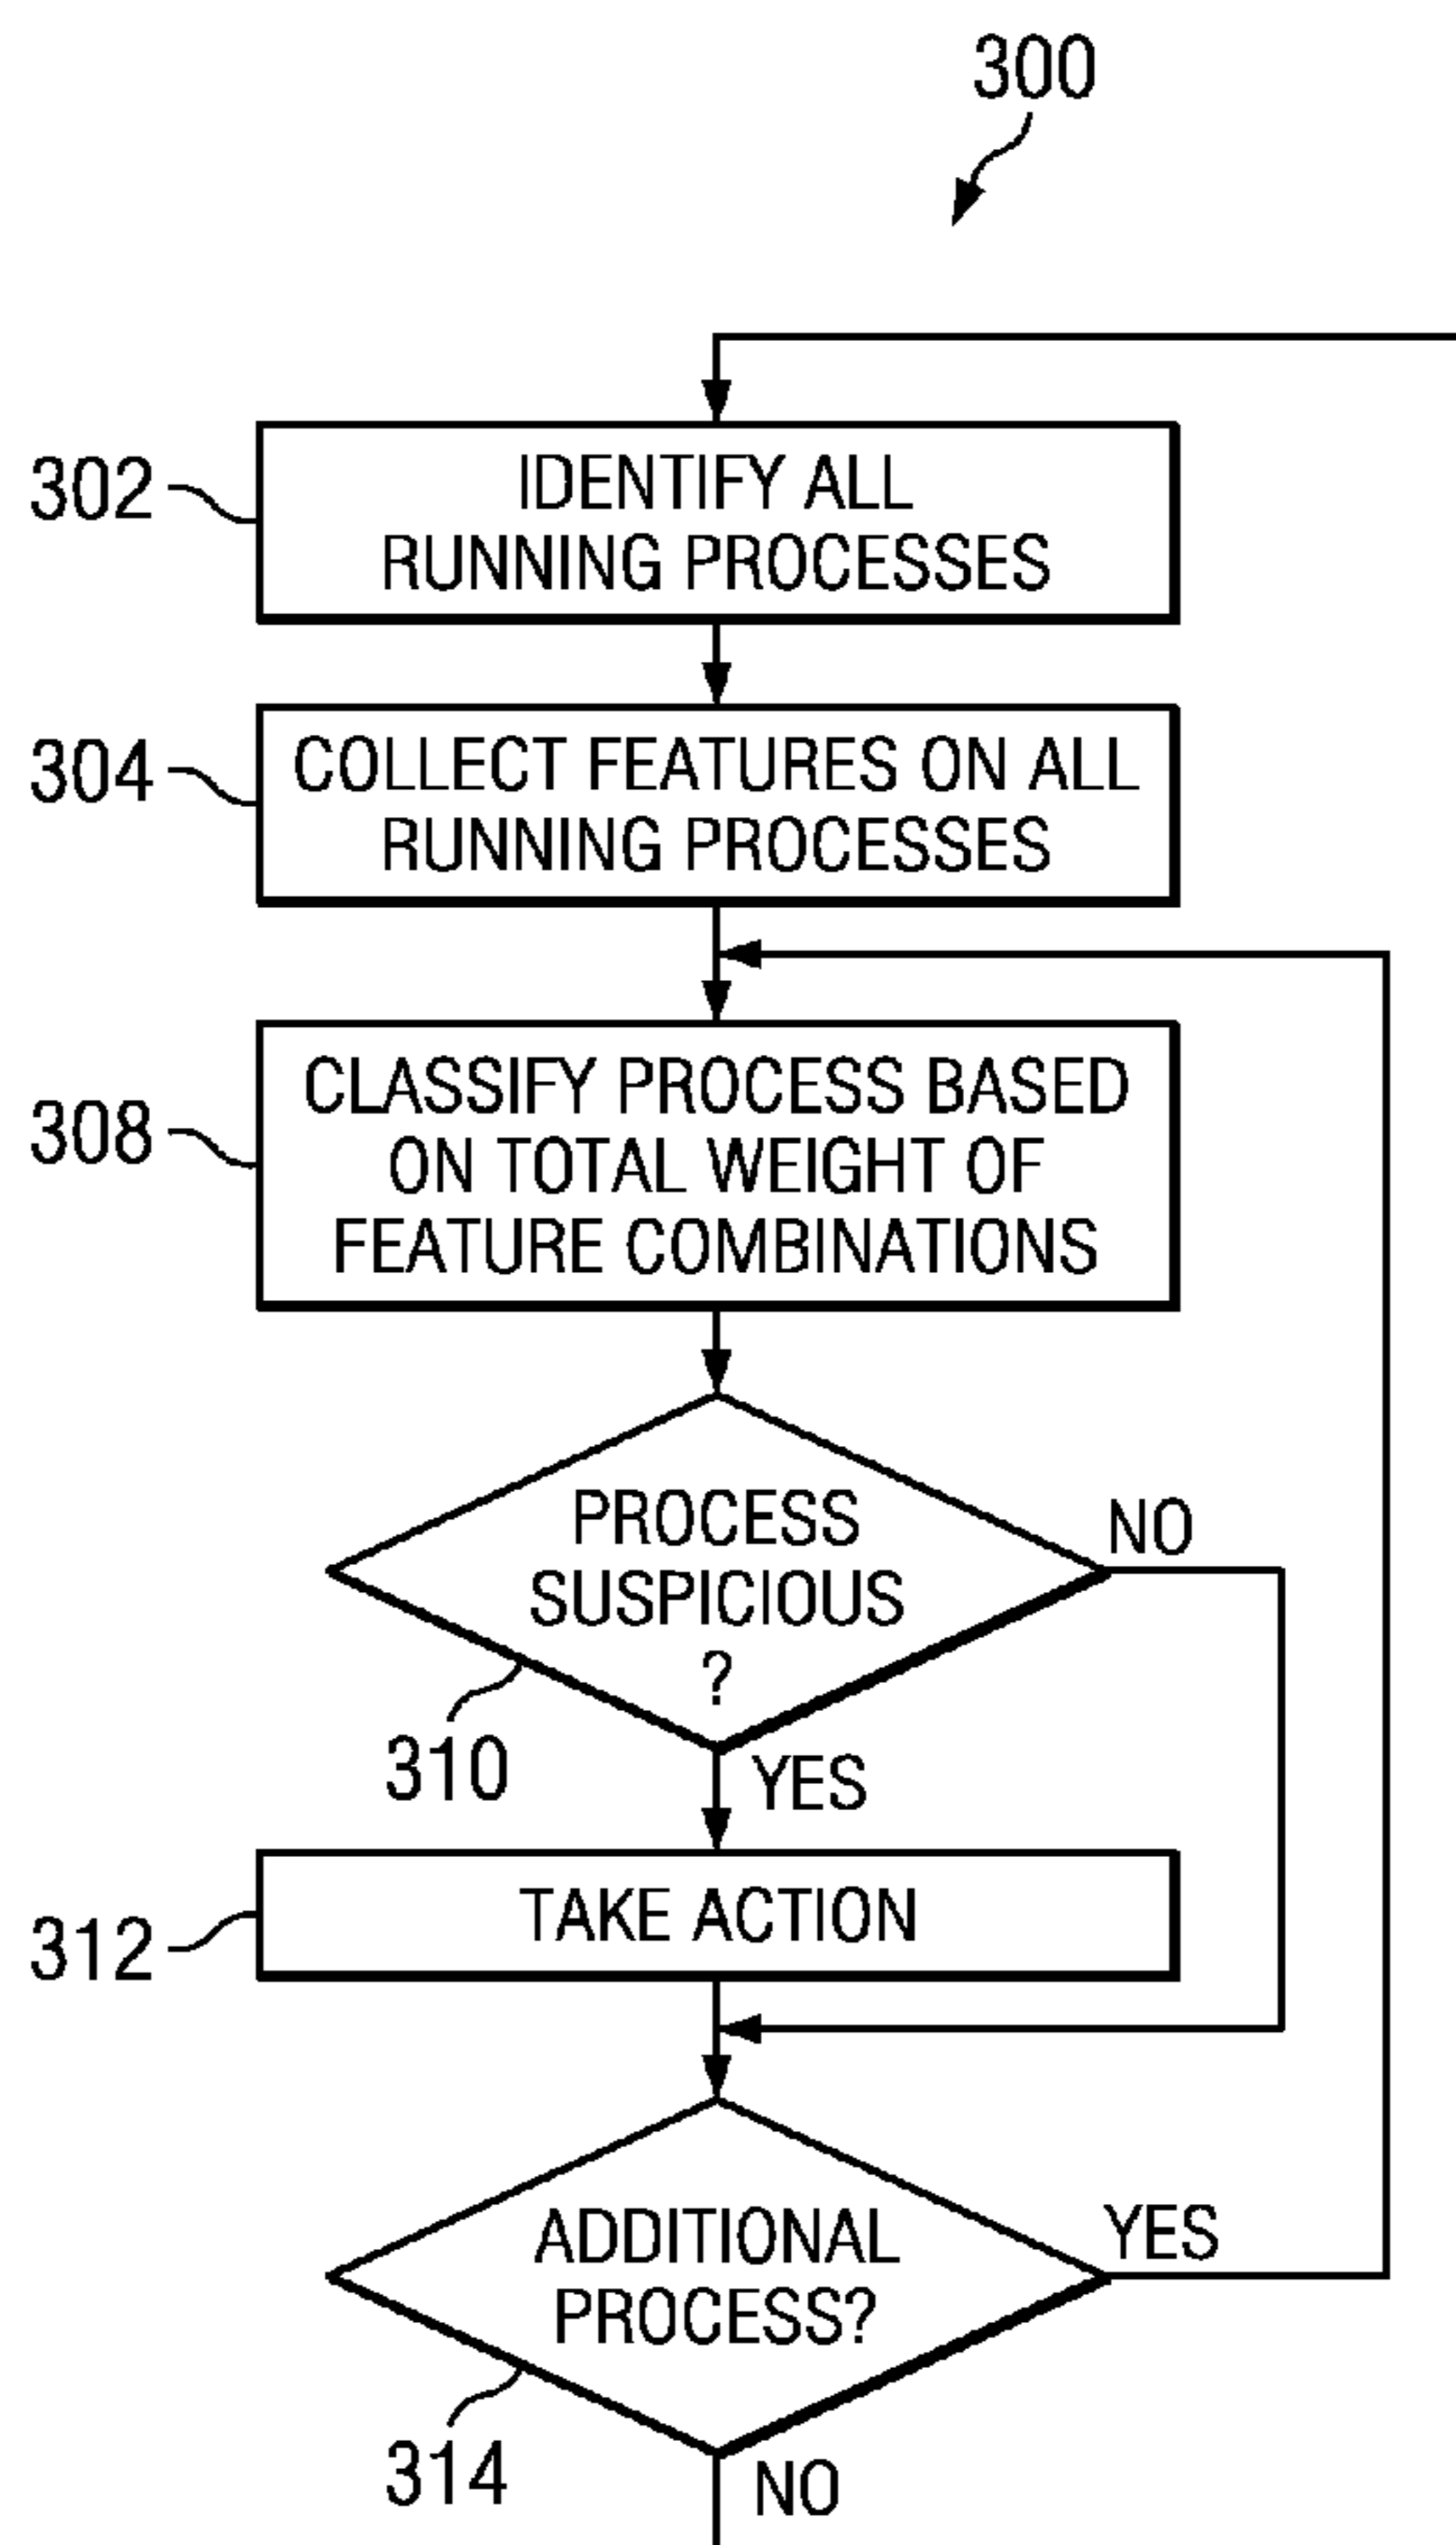 300
302
IDENTIFY ALL
RUNNING PROCESSES
304
COLLECT FEATURES ON ALL
RUNNING PROCESSES
308
CLASSIFY PROCESS BASED
ON TOTAL WEIGHT OF
FEATURE COMBINATIONS
PROCESS
SUSPICIOUS
?
NO
310
YES
312
TAKE ACTION
ADDITIONAL
PROCESS?
YES
314
NO